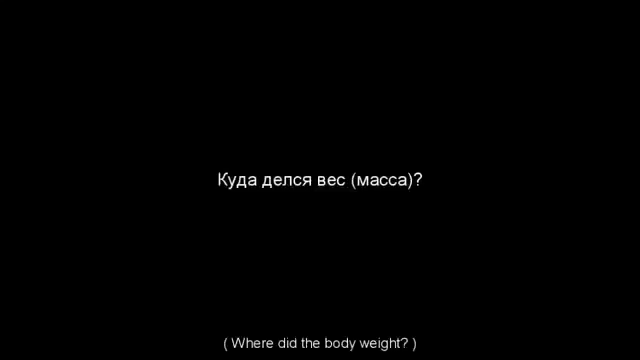 Куда делся вес (масса)?
( Where did the body weight? )